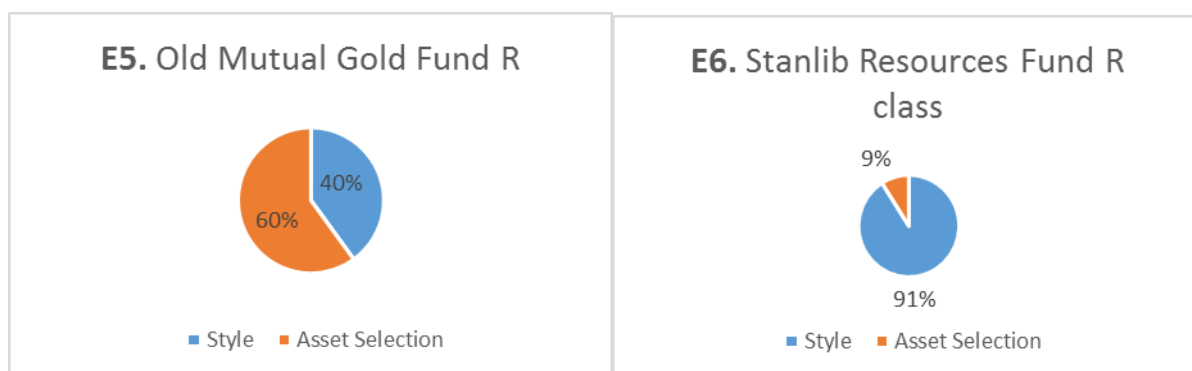 E5. Old Mutual Gold Fund R
40%
60%
Style Asset Selection
E6. Stanlib Resources Fund R
class
9%
91%
Style Asset Selection